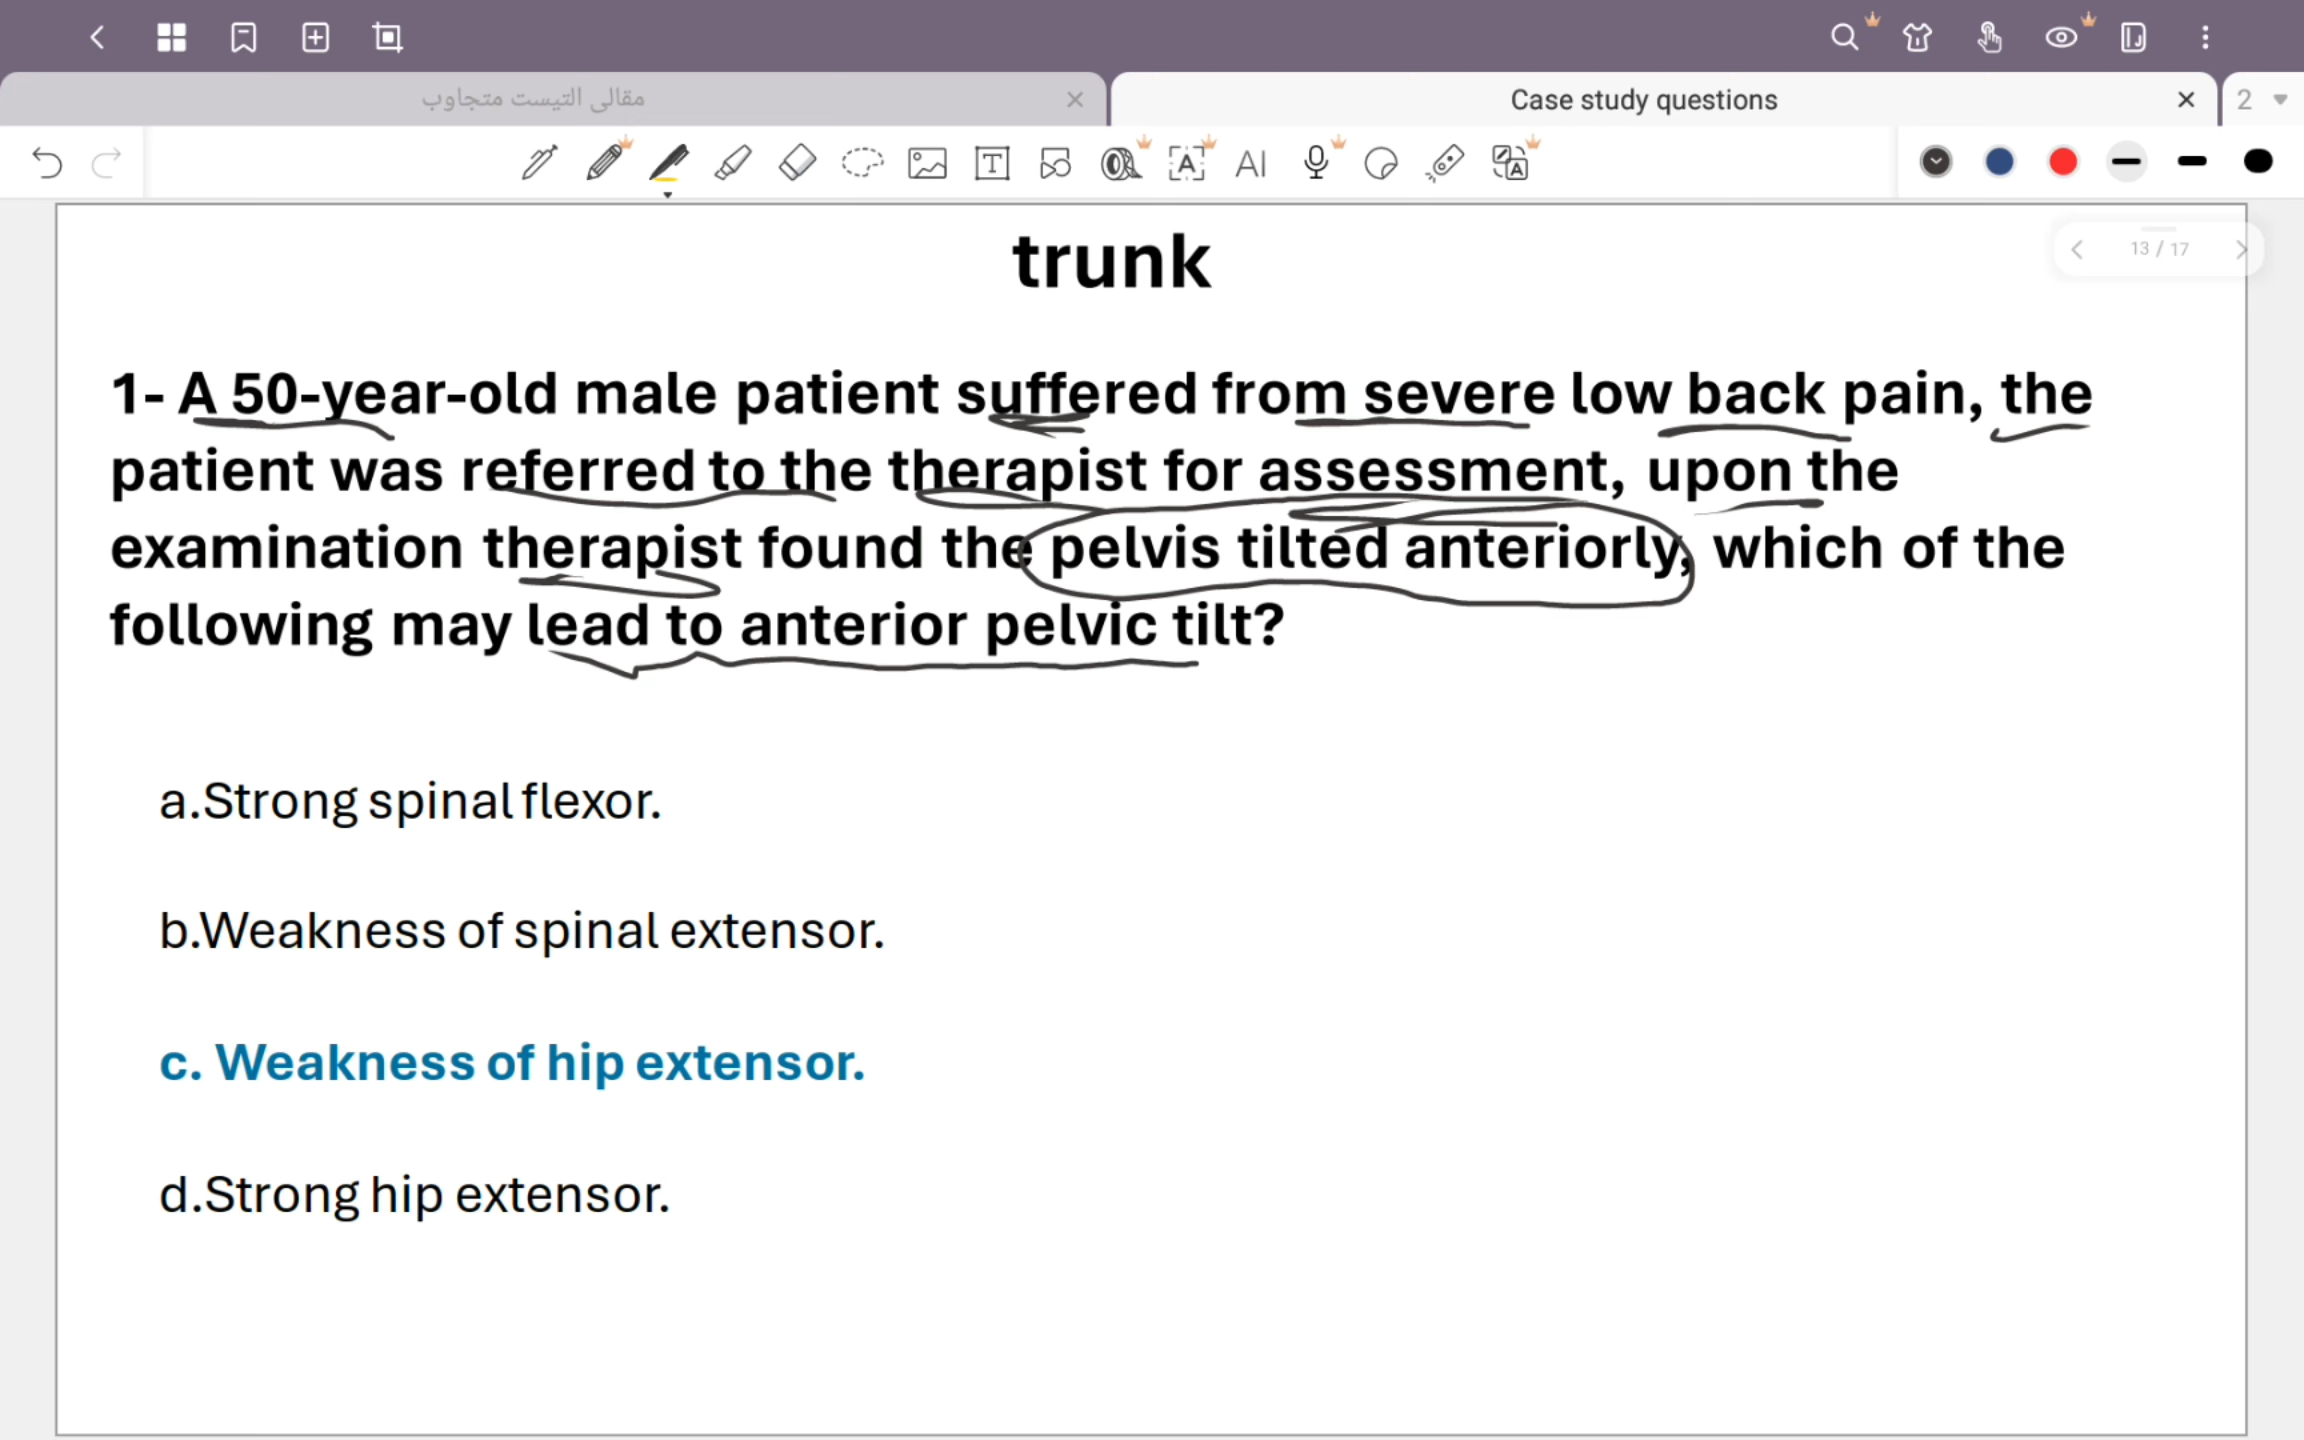 مقالى التيست متجاوب
Case study questions
2
AI
trunk
13 / 17
1- A 50-year-old male patient suffered from severe low back pain, the
patient was referred to the therapist for assessment, upon the
examination therapist found the pelvis tilted anteriorly, which of the
following may lead to anterior pelvic tilt?
a.Strong spinal flexor.
b.Weakness of spinal extensor.
c. Weakness of hip extensor.
d.Strong hip extensor.